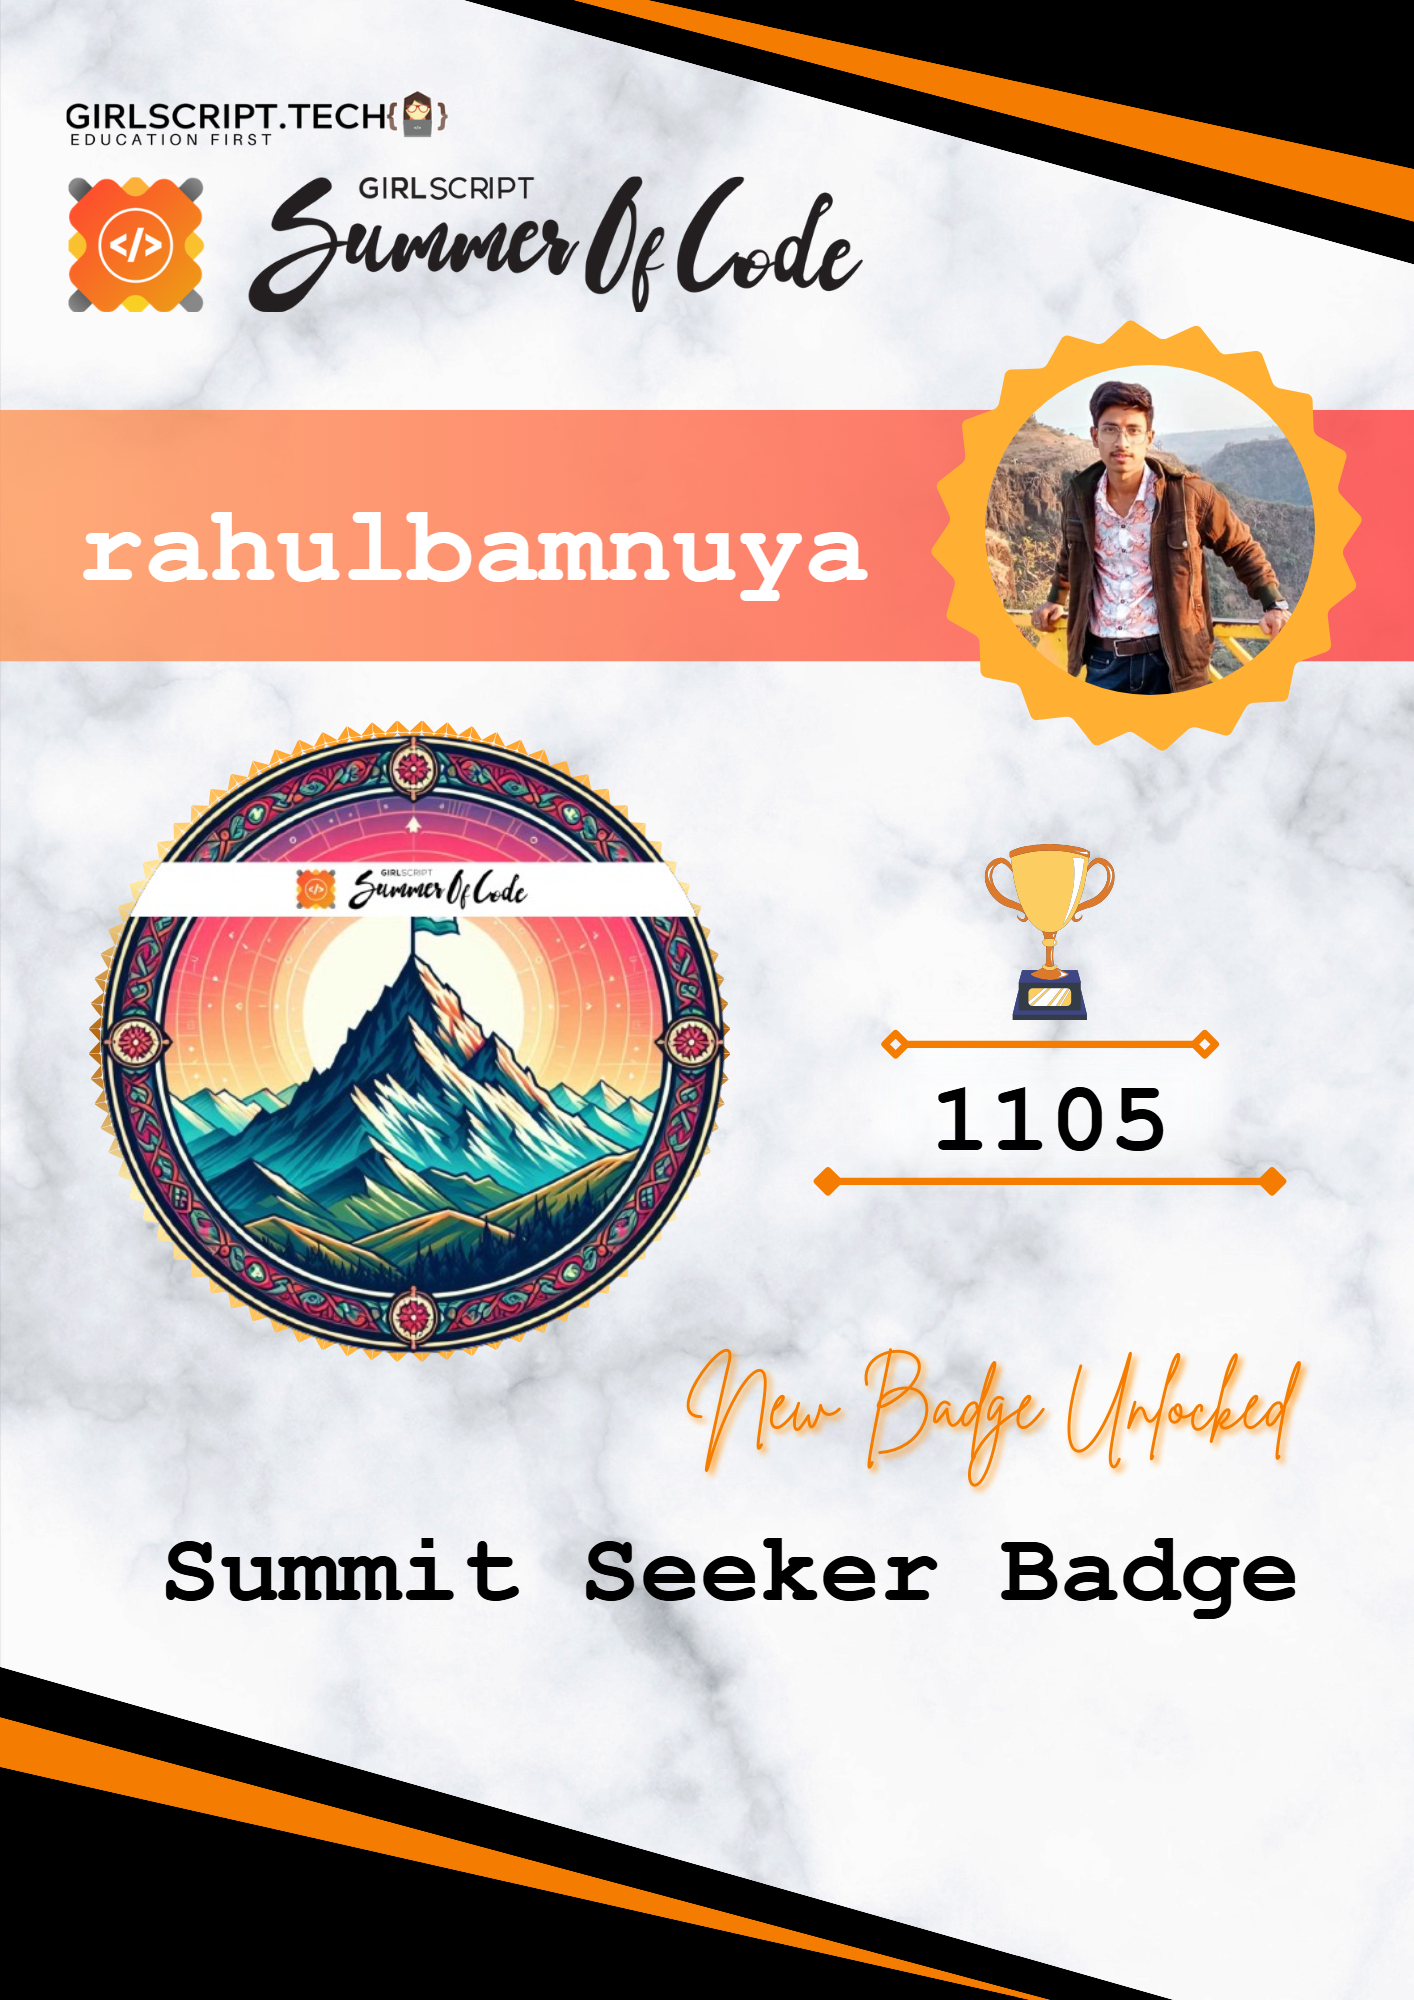 GIRLSCRIPT.TECH{ }
EDUCATION FIRST
GIRLSCRIPT
Summer Of Code
</>
rahulbamnuya
GIRLSCRIPT
</> Summer Of Code
1105
New Badge Unlocked
Summit Seeker Badge